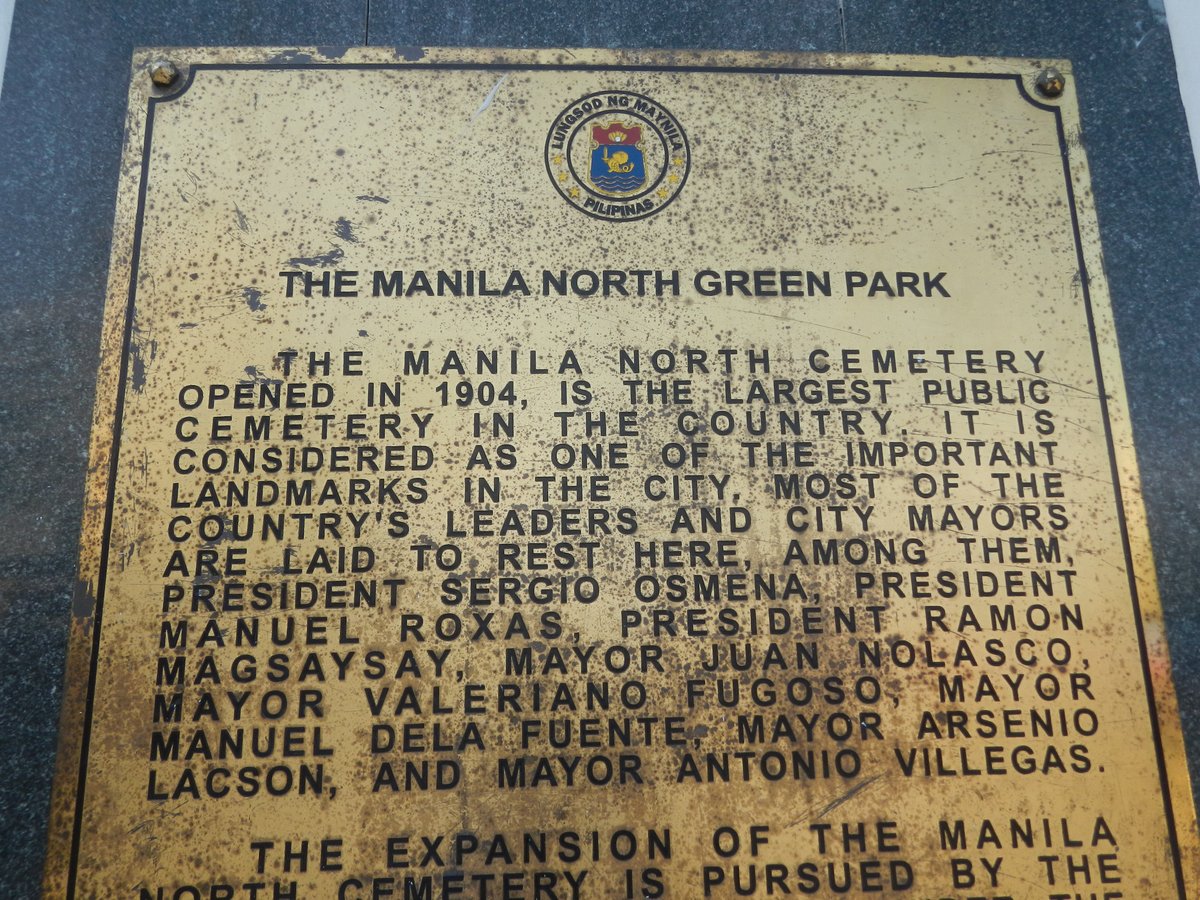 LUNGSOD NG MAYNILA
PILIPINAS
THE MANILA NORTH GREEN PARK
THE MANILA NORTH CEMETERY
OPENED IN 1904, IS THE LARGEST PUBLIC
CEMETERY IN THE COUNTRY. IT IS
CONSIDERED AS ONE OF THE IMPORTANT
LANDMARKS IN THE CITY. MOST OF THE
COUNTRY'S LEADERS AND CITY MAYORS
ARE LAID TO REST HERE, AMONG THEM,
PRESIDENT SERGIO OSMENA, PRESIDENT
MANUEL ROXAS, PRESIDENT RAMON
MAGSAYSAY, MAYOR JUAN NOLASCO,
MAYOR VALERIANO FUGOSO, MAYOR
MANUEL DELA FUENTE, MAYOR ARSENIO
LACSON, AND MAYOR ANTONIO VILLEGAS.
THE EXPANSION OF THE MANILA
NORTH CEMETERY IS PURSUED BY THE
THE